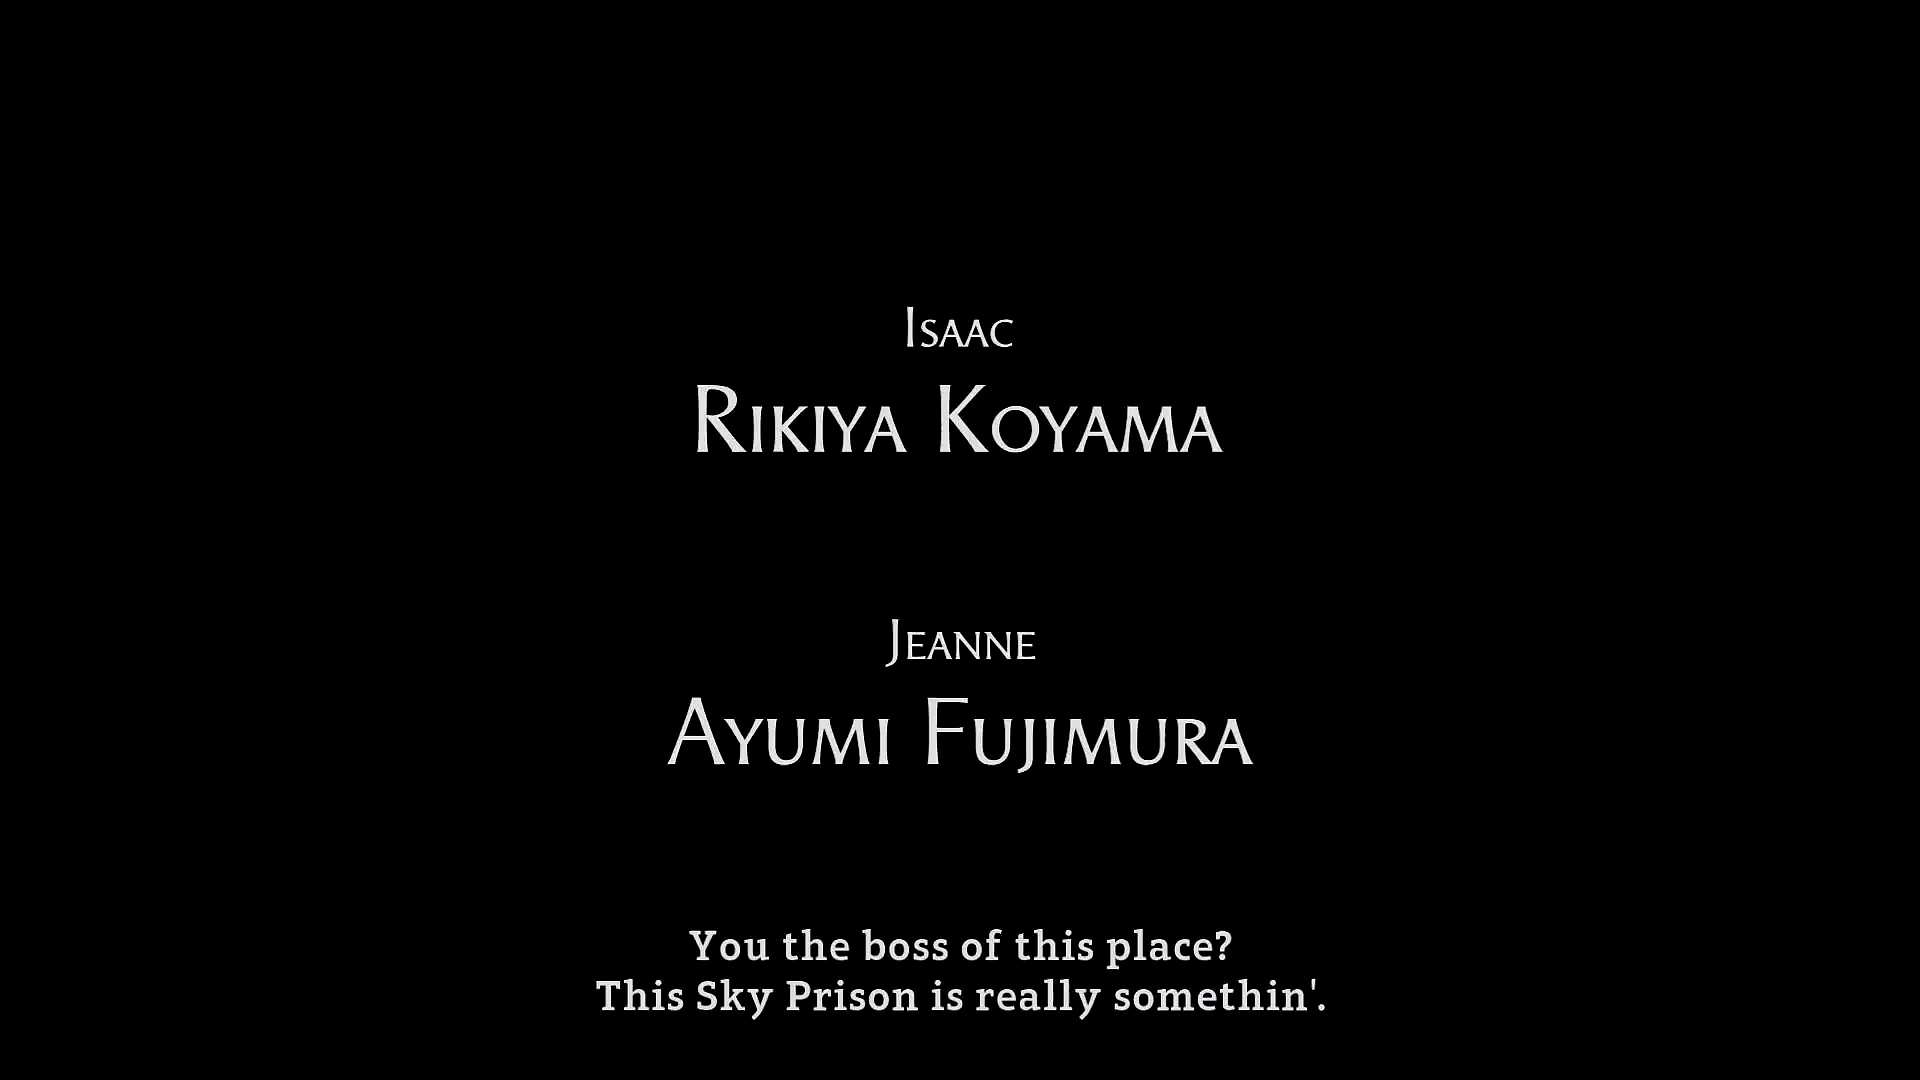 Isaac
Rikiya Koyama
Jeanne
Ayumi Fujimura
You the boss of this place?
This Sky Prison is really somethin'.